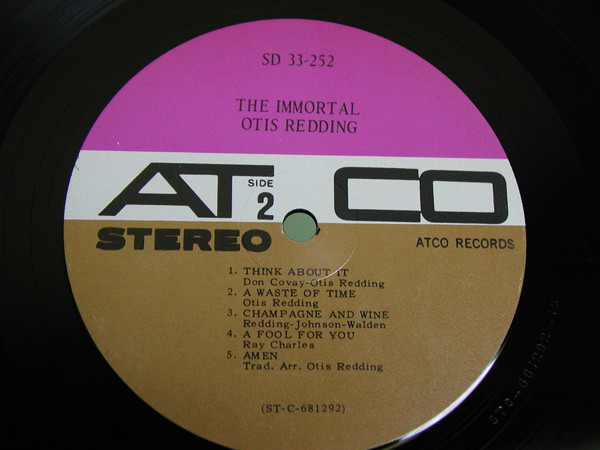 SD 33-252
THE IMMORTAL
OTIS REDDING
ATCO
SIDE
2
STEREO
ATCO RECORDS
1. THINK ABOUT IT
Don Covay-Otis Redding
2. A WASTE OF TIME
Otis Redding
3. CHAMPAGNE AND WINE
Redding-Johnson-Walden
4. A FOOL FOR YOU
Ray Charles
5. AMEN
Trad. Arr. Otis Redding
(ST-C-681292)